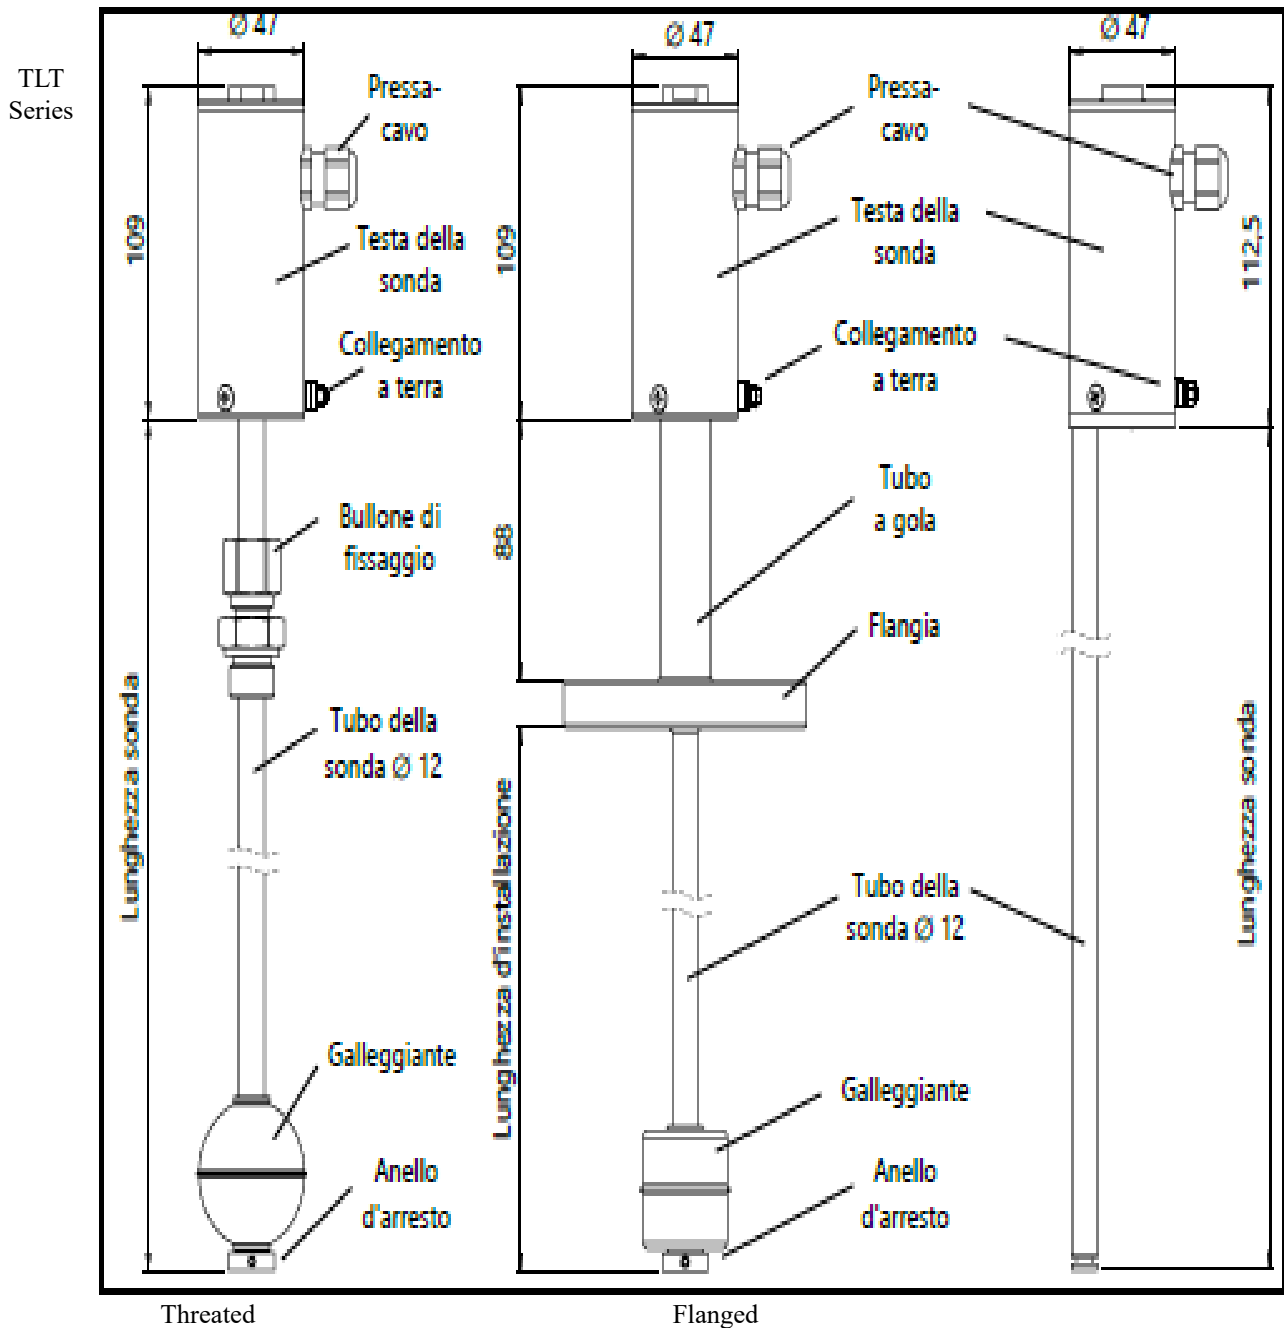 TLT
Series
Ø 47
Ø 47
Ø 47
Pressa-
cavo
Pressa-
cavo
109
109
112,5
Testa della
sonda
Testa della
sonda
Collegamento
a terra
Collegamento
a terra
Bullone di
fissaggio
88
Tubo
a gola
Flangia
Lunghezza sonda
Tubo della
sonda Ø 12
Lunghezza d'installazione
Tubo della
sonda Ø 12
Lunghezza sonda
Galleggiante
Galleggiante
Anello
d'arresto
Anello
d'arresto
Threated
Flanged